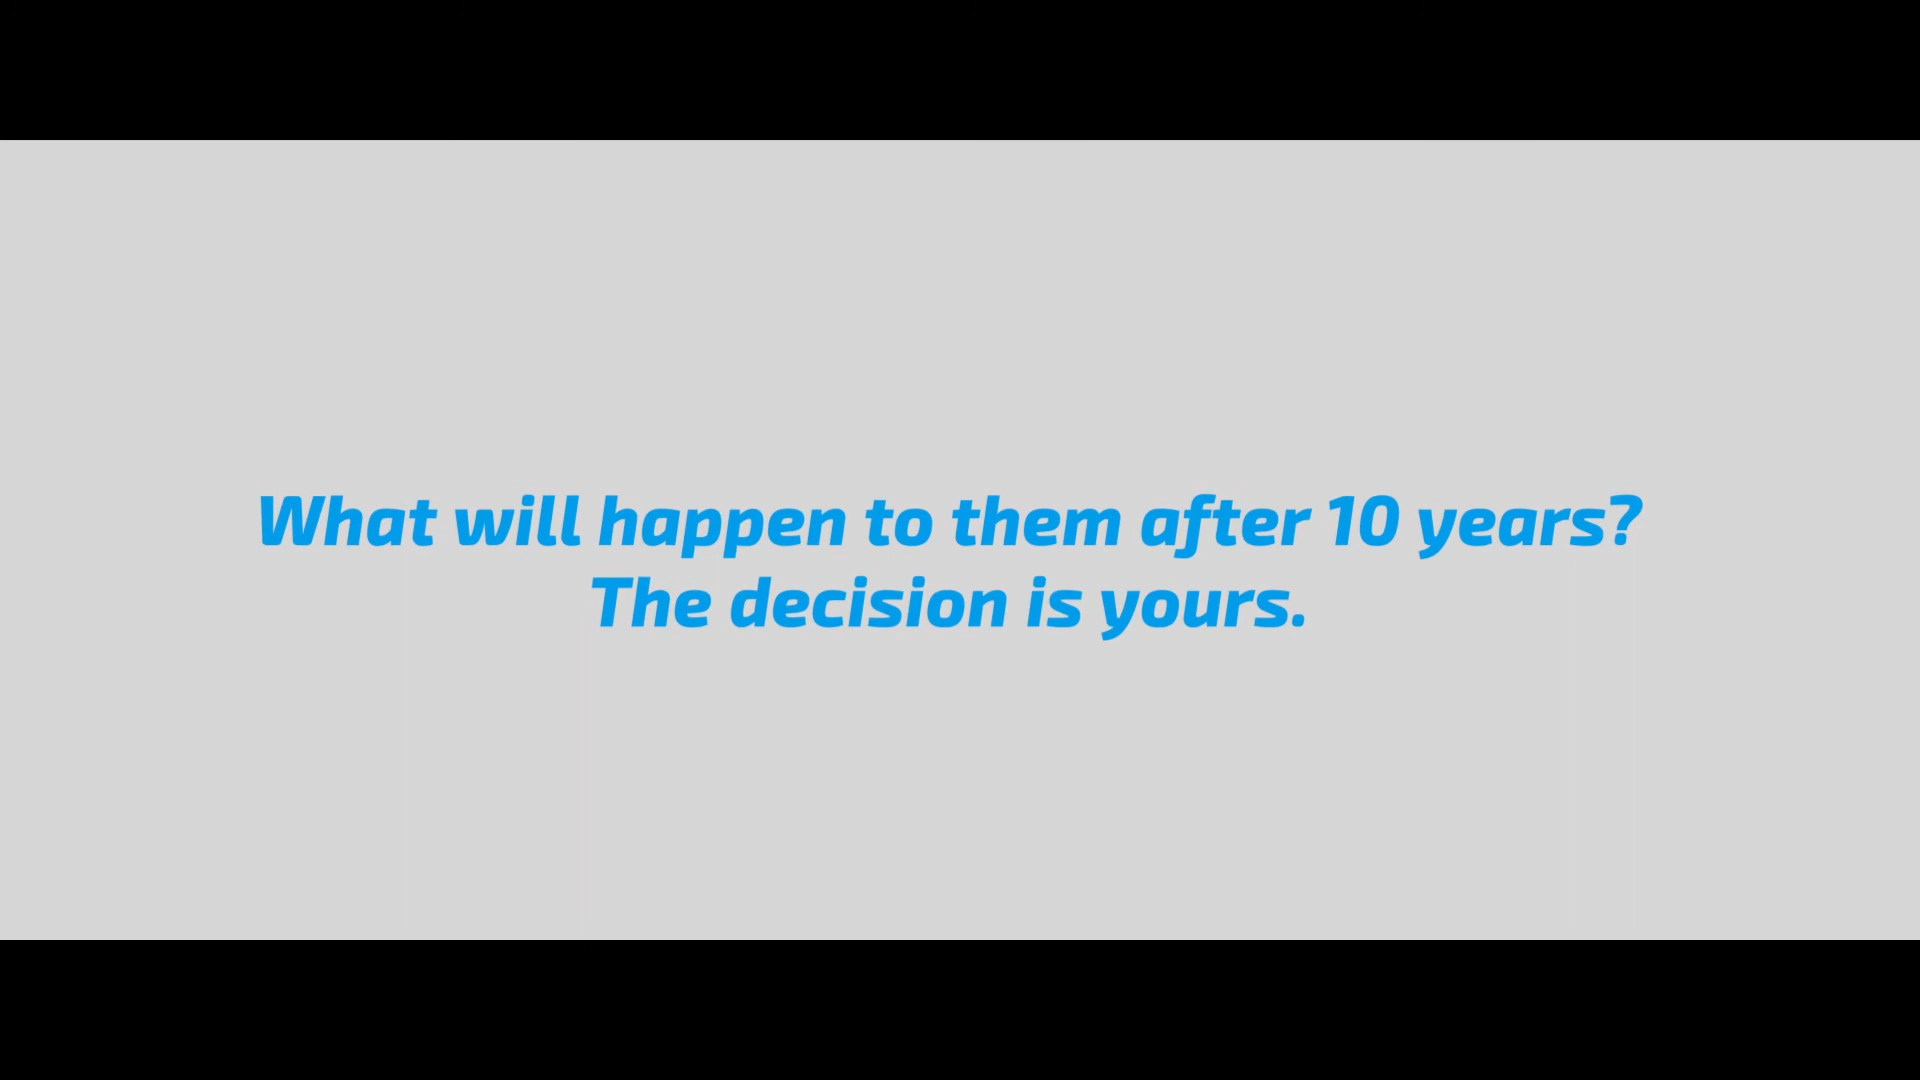 What will happen to them after 10 years?
The decision is yours.